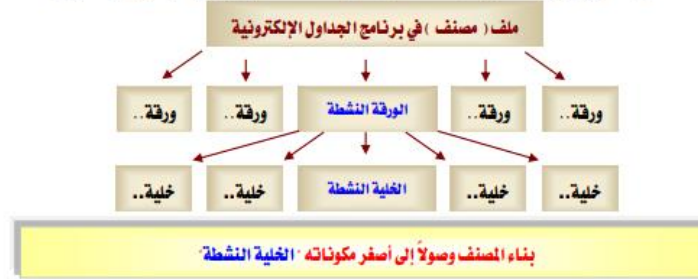 ملف ( مصنف ) في برنامج الجداول الإلكترونية
ورقة.. ورقة.. الورقة النشطة ورقة.. ورقة..
خلية.. خلية.. الخلية النشطة خلية.. خلية..
بناء المصنف وصولاً إلى أصغر مكوناته "الخلية النشطة"